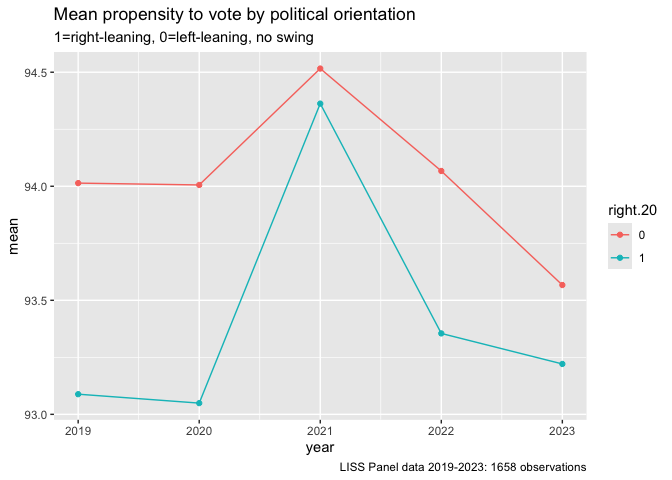 Mean propensity to vote by political orientation
1=right-leaning, 0=left-leaning, no swing
94.5
94.0
93.5
93.0
mean
2019 2020 2021 2022 2023
year
right.20
0
1
LISS Panel data 2019-2023: 1658 observations